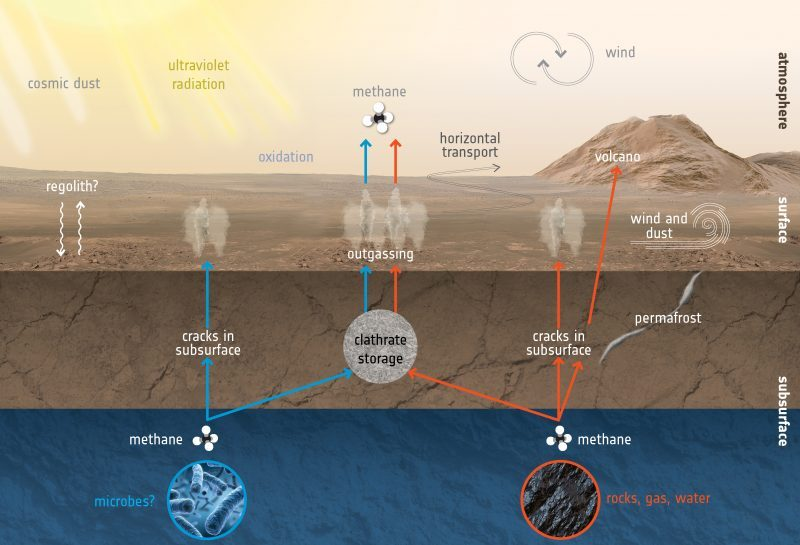 wind
ultraviolet
radiation
cosmic dust
methane
atmosphere
oxidation
horizontal
transport
volcano
regolith?
wind and
dust
surface
outgassing
permafrost
cracks in
subsurface
clathrate
storage
cracks in
subsurface
subsurface
methane
methane
microbes?
rocks, gas, water